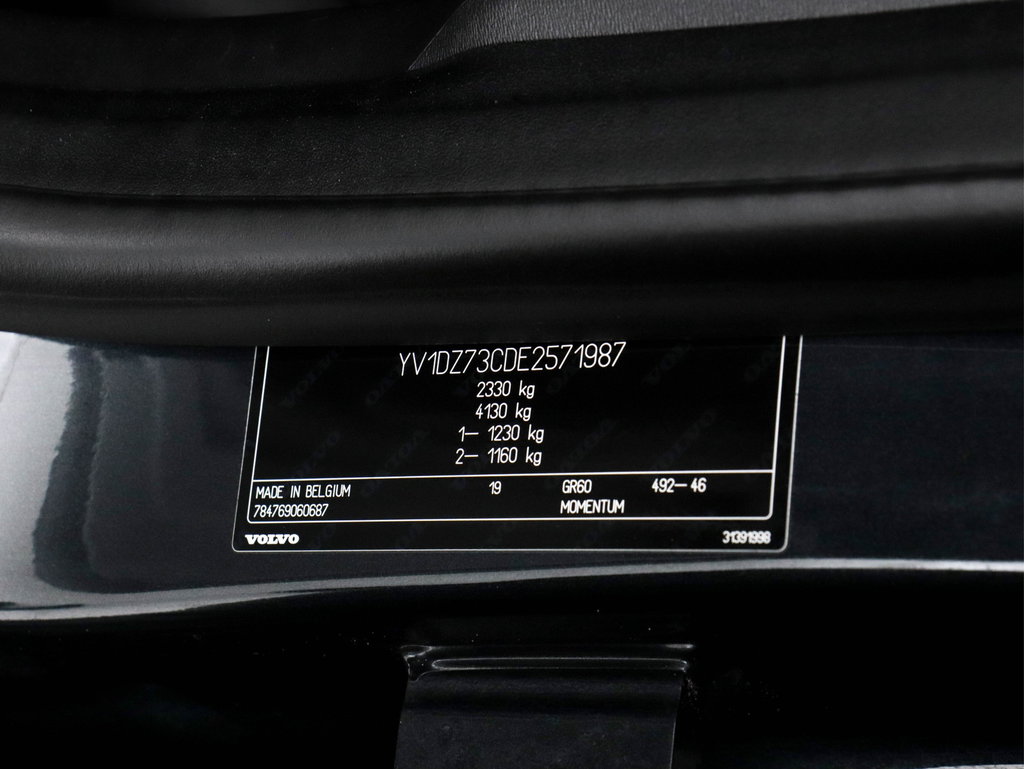 YV1DZ73CDE2571987
2330 kg
4130 kg
1– 1230 kg
2– 1160 kg
MADE IN BELGIUM 19 GR60 492–46
784769060687 MOMENTUM
VOLVO 31391998